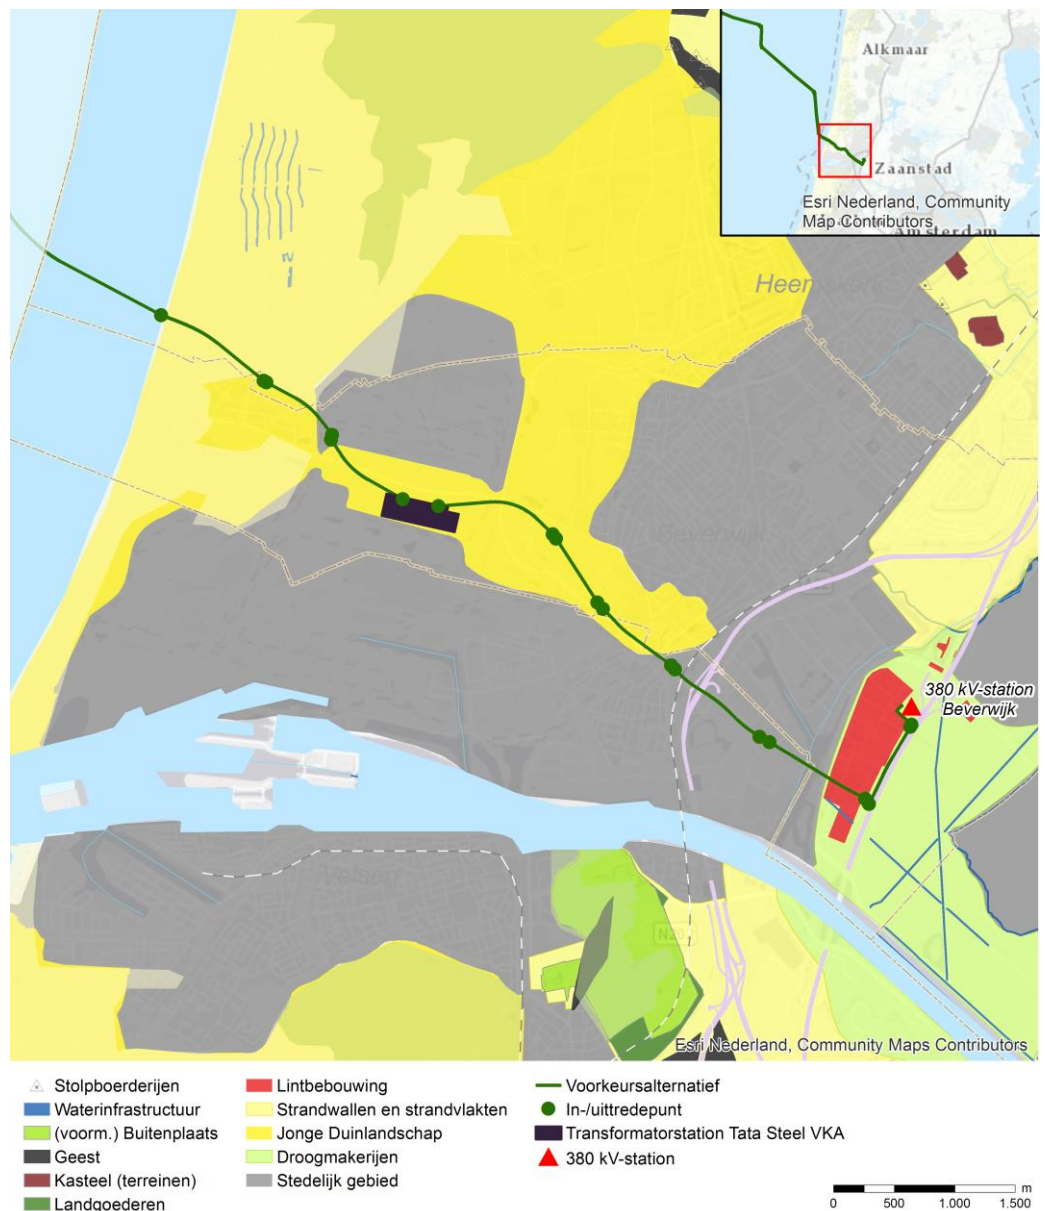 Alkmaar
Zaanstad
Esri Nederland, Community
Map Contributors
Amsterdam
Heemskerk
Beverwijk
380 kV-station
Beverwijk
Velsen
N20
Esri Nederland, Community Maps Contributors
Stolpboerderijen
Waterinfrastructuur
(voorm.) Buitenplaats
Geest
Kasteel (terreinen)
Landgoederen
Lintbebouwing
Strandwallen en strandvlakten
Jonge Duinlandschap
Droogmakerijen
Stedelijk gebied
Voorkeursalternatief
In-/uittredepunt
Transformatorstation Tata Steel VKA
380 kV-station
m
0 500 1.000 1.500